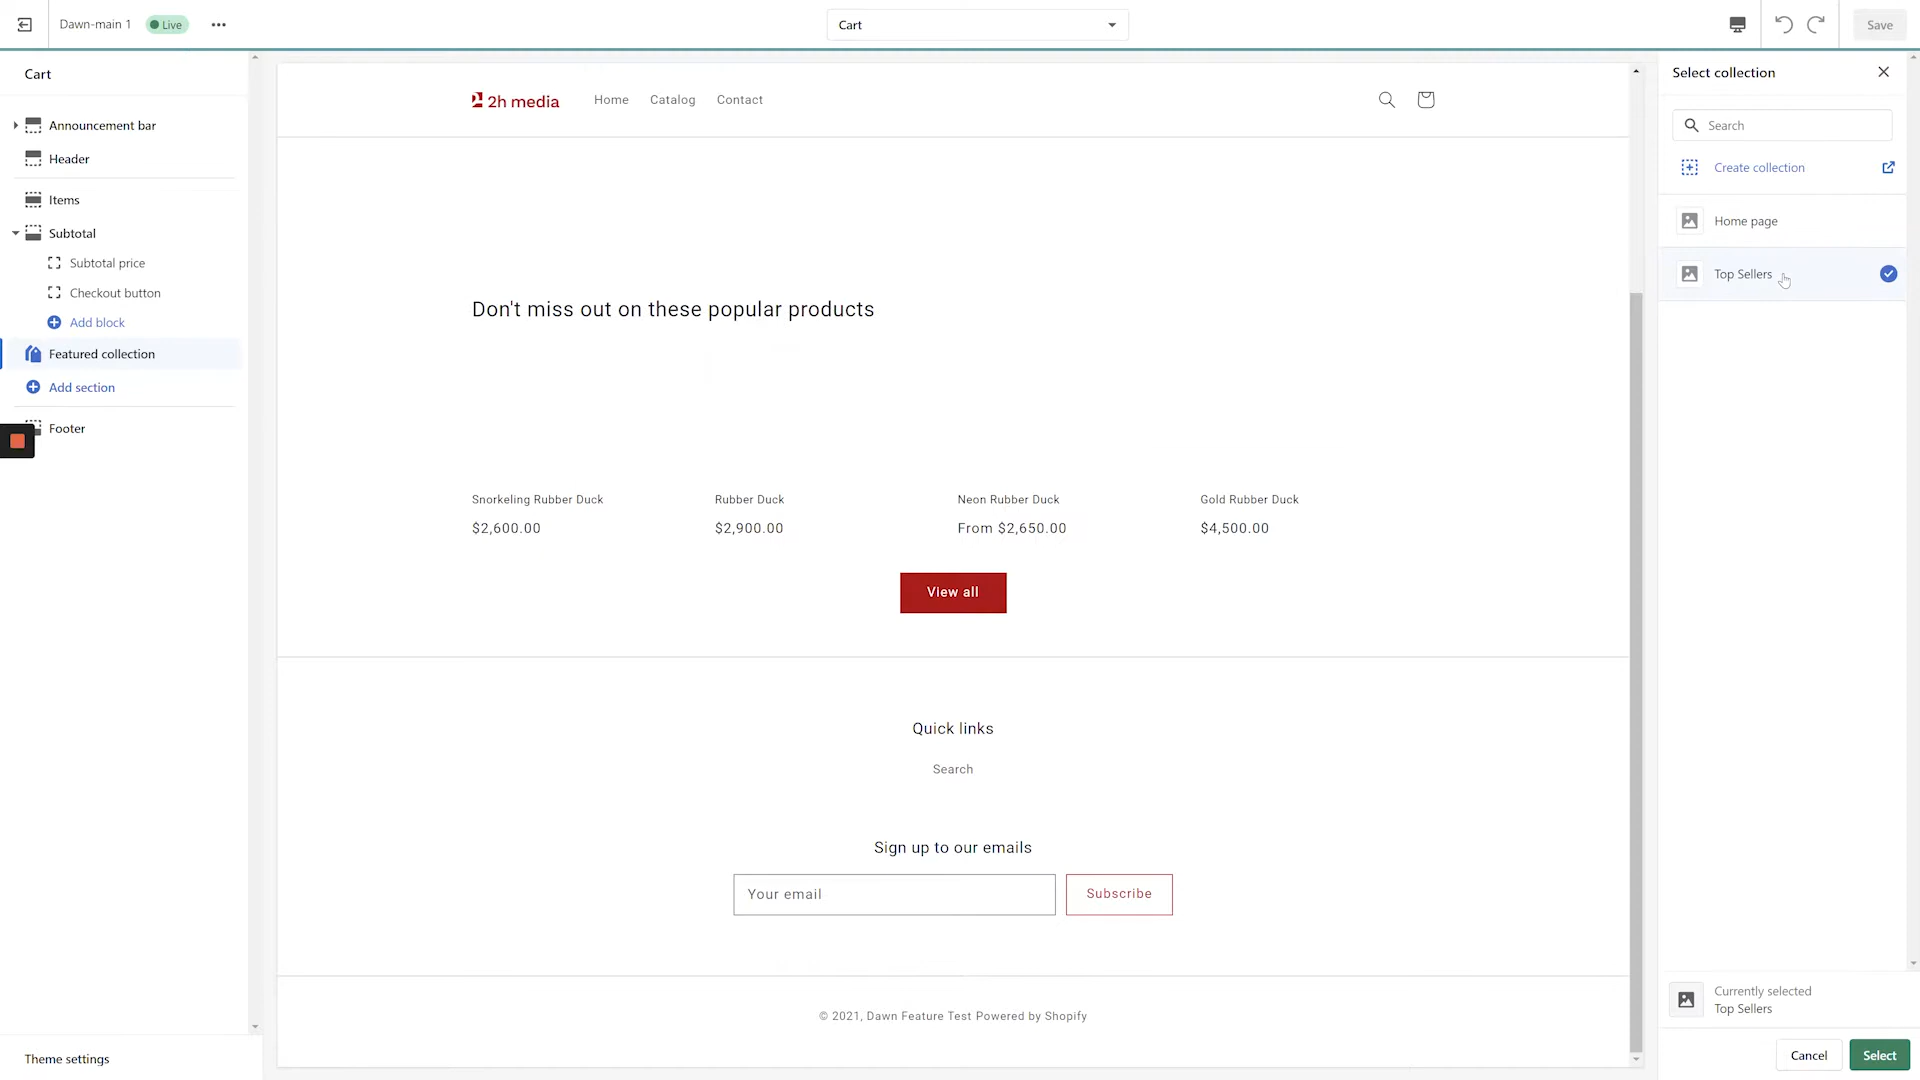 Dawn-main 1
Live
Cart
Save
Cart
Announcement bar
Header
Items
Subtotal
Subtotal price
Checkout button
Add block
Featured collection
Add section
Footer
Theme settings
2h media
Home
Catalog
Contact
Don't miss out on these popular products
Snorkeling Rubber Duck
$2,600.00
Rubber Duck
$2,900.00
Neon Rubber Duck
From $2,650.00
Gold Rubber Duck
$4,500.00
View all
Quick links
Search
Sign up to our emails
Your email
Subscribe
© 2021, Dawn Feature Test Powered by Shopify
Select collection
Search
Create collection
Home page
Top Sellers
Currently selected
Top Sellers
Cancel
Select